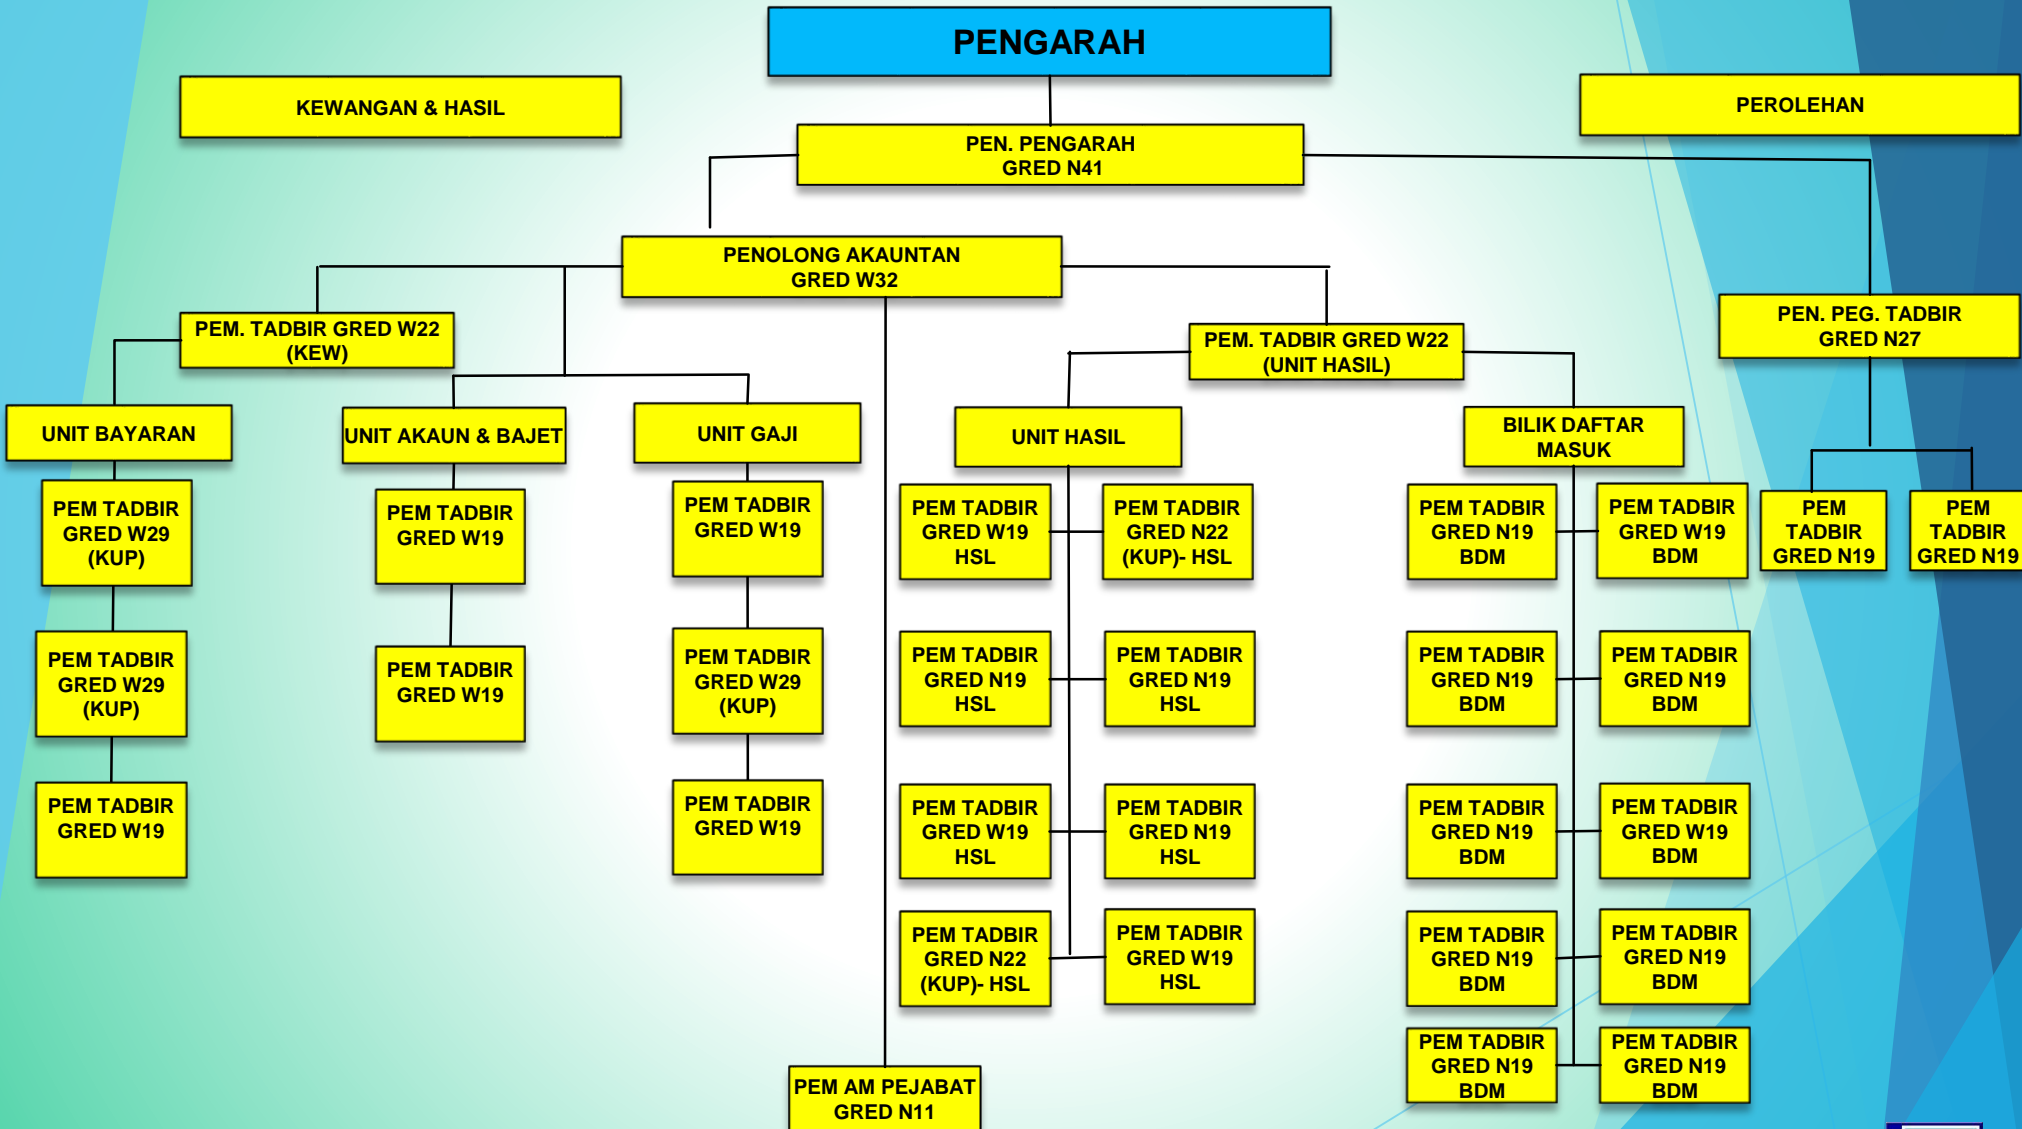 PENGARAH
KEWANGAN & HASIL
PEROLEHAN
PEN. PENGARAH
GRED N41
PENOLONG AKAUNTAN
GRED W32
PEM. TADBIR GRED W22
(KEW)
PEM. TADBIR GRED W22
(UNIT HASIL)
PEN. PEG. TADBIR
GRED N27
UNIT BAYARAN
UNIT AKAUN & BAJET
UNIT GAJI
UNIT HASIL
BILIK DAFTAR
MASUK
PEM TADBIR
GRED W29
(KUP)
PEM TADBIR
GRED W29
(KUP)
PEM TADBIR
GRED W19
PEM TADBIR
GRED W19
PEM TADBIR
GRED W19
PEM TADBIR
GRED W19
PEM TADBIR
GRED W29
(KUP)
PEM TADBIR
GRED W19
PEM TADBIR
GRED W19
HSL
PEM TADBIR
GRED N22
(KUP)- HSL
PEM TADBIR
GRED N19
HSL
PEM TADBIR
GRED N19
HSL
PEM TADBIR
GRED W19
HSL
PEM TADBIR
GRED N19
HSL
PEM TADBIR
GRED N22
(KUP)- HSL
PEM TADBIR
GRED W19
HSL
PEM TADBIR
GRED N19
BDM
PEM TADBIR
GRED W19
BDM
PEM TADBIR
GRED N19
BDM
PEM TADBIR
GRED N19
BDM
PEM TADBIR
GRED N19
BDM
PEM TADBIR
GRED W19
BDM
PEM TADBIR
GRED N19
BDM
PEM TADBIR
GRED N19
BDM
PEM TADBIR
GRED N19
BDM
PEM TADBIR
GRED N19
BDM
PEM
TADBIR
GRED N19
PEM
TADBIR
GRED N19
PEM AM PEJABAT
GRED N11